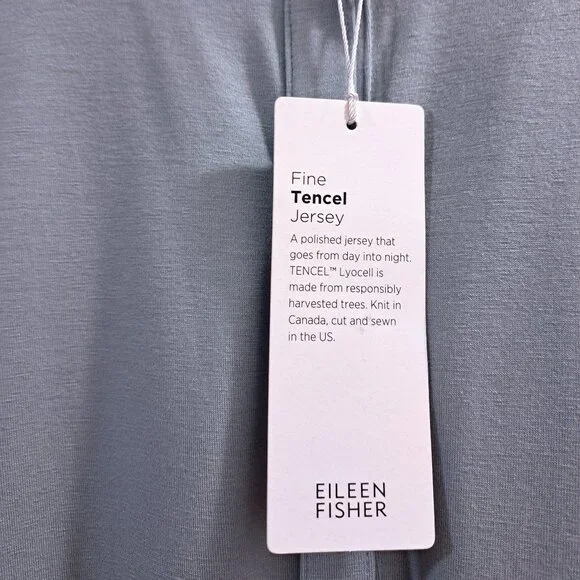 Fine
Tencel
Jersey
A polished jersey that
goes from day into night.
TENCEL™ Lyocell is
made from responsibly
harvested trees. Knit in
Canada, cut and sewn
in the US.
EILEEN
FISHER